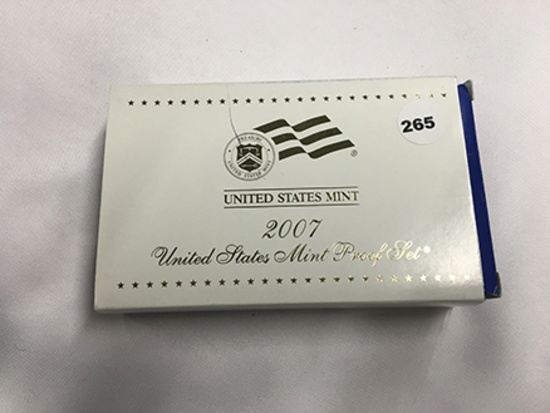 265
UNITED STATES MINT
2007
United States Mint Proof Set®